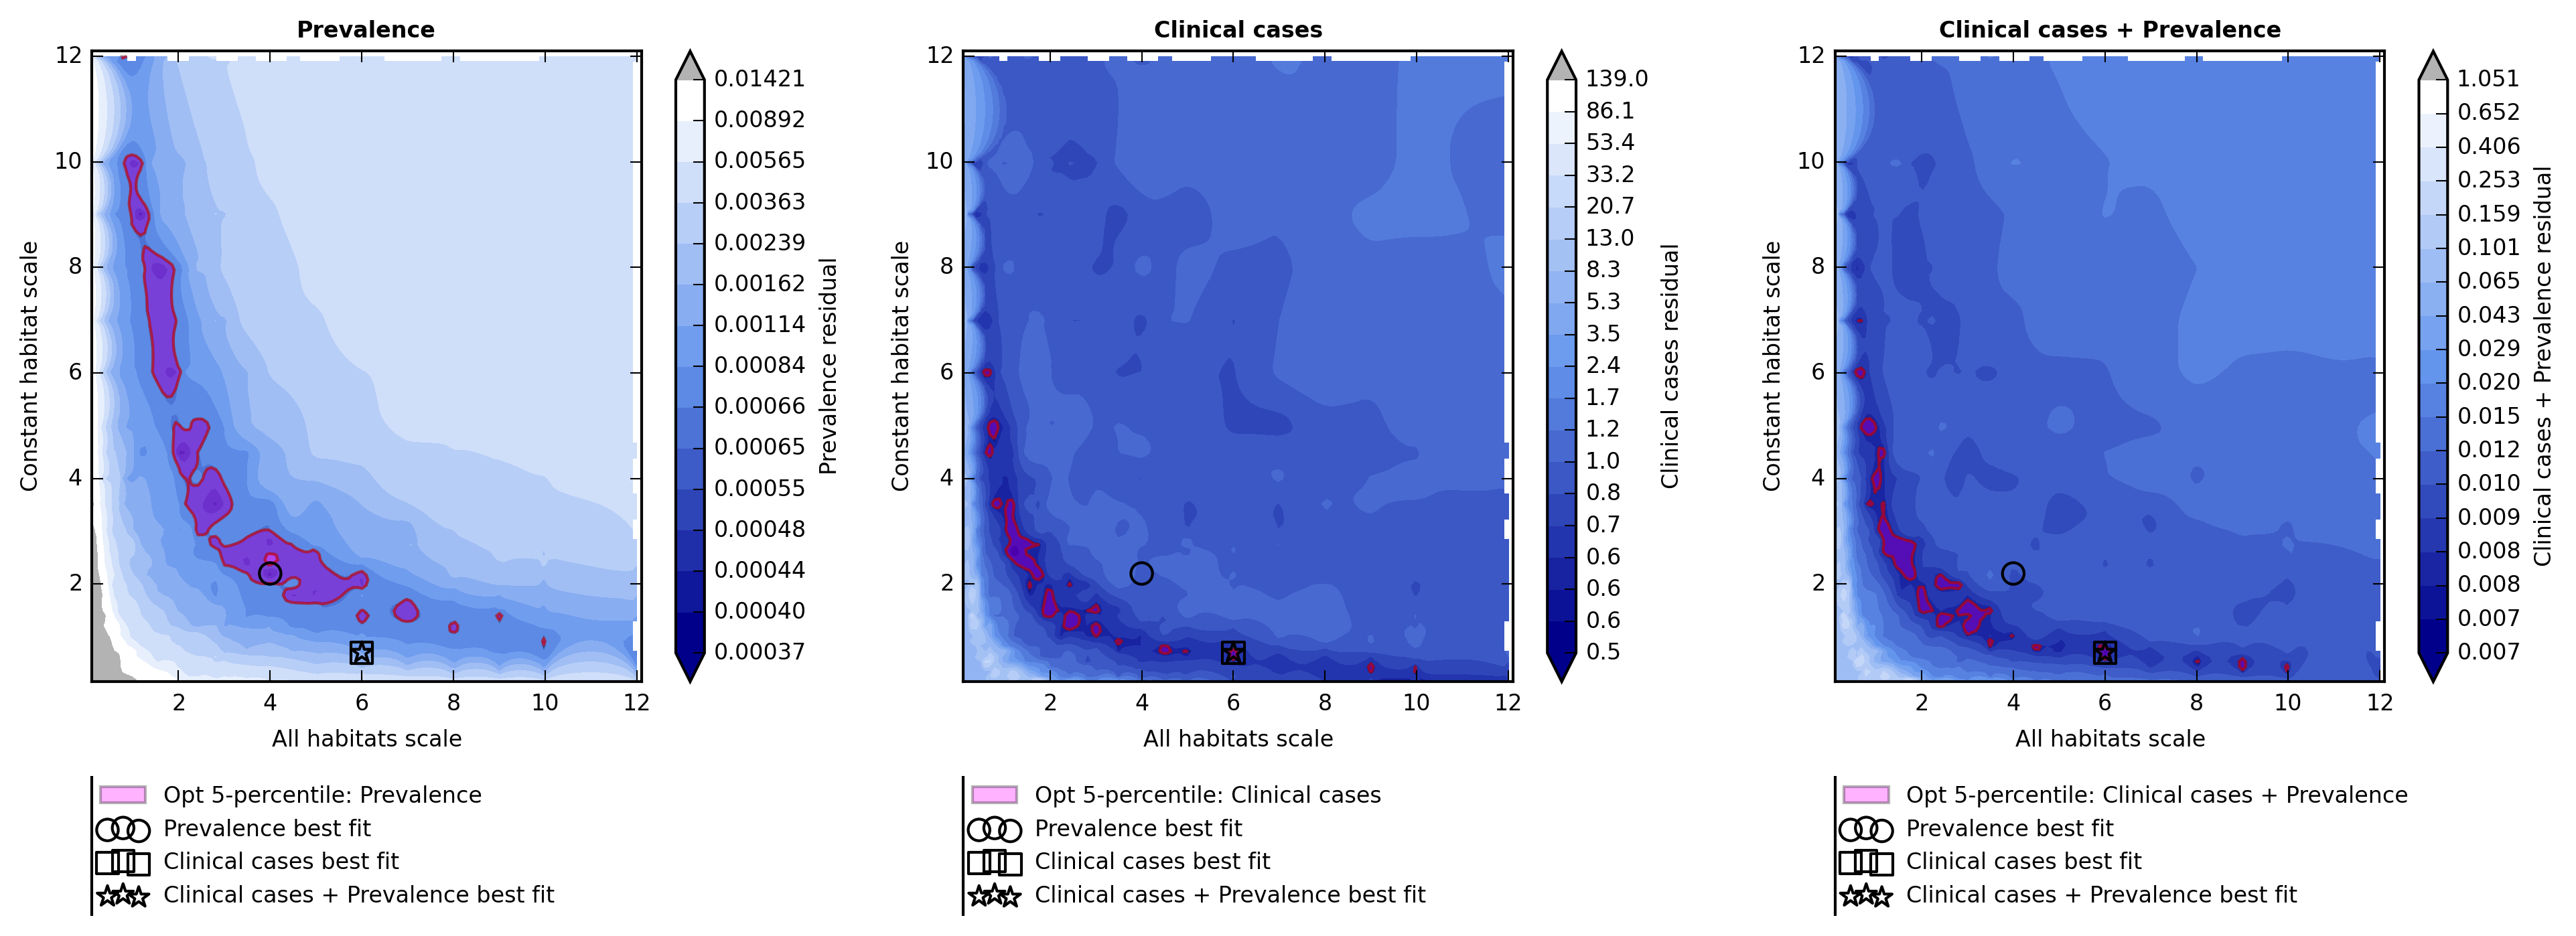 Prevalence
12
10
8
6
4
2
Constant habitat scale
2 4 6 8 10 12
All habitats scale
0.01421
0.00892
0.00565
0.00363
0.00239
0.00162
0.00114
0.00084
0.00066
0.00065
0.00055
0.00048
0.00044
0.00040
0.00037
Prevalence residual
Opt 5-percentile: Prevalence
Prevalence best fit
Clinical cases best fit
Clinical cases + Prevalence best fit
Clinical cases
12
10
8
6
4
2
Constant habitat scale
2 4 6 8 10 12
All habitats scale
139.0
86.1
53.4
33.2
20.7
13.0
8.3
5.3
3.5
2.4
1.7
1.2
1.0
0.8
0.7
0.6
0.6
0.6
0.5
Clinical cases residual
Opt 5-percentile: Clinical cases
Prevalence best fit
Clinical cases best fit
Clinical cases + Prevalence best fit
Clinical cases + Prevalence
12
10
8
6
4
2
Constant habitat scale
2 4 6 8 10 12
All habitats scale
1.051
0.652
0.406
0.253
0.159
0.101
0.065
0.043
0.029
0.020
0.015
0.012
0.010
0.009
0.008
0.008
0.007
0.007
Clinical cases + Prevalence residual
Opt 5-percentile: Clinical cases + Prevalence
Prevalence best fit
Clinical cases best fit
Clinical cases + Prevalence best fit